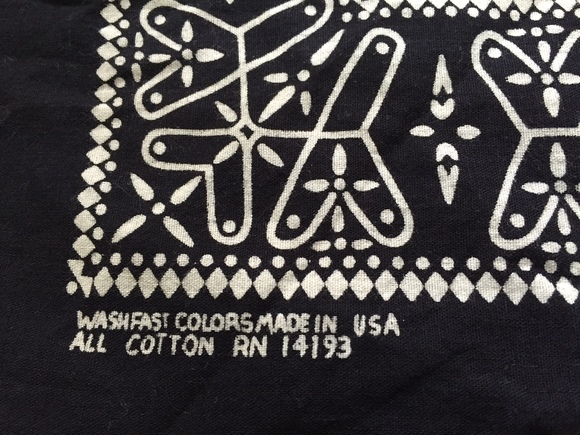 WASHFAST COLORS MADE IN USA
ALL COTTON RN 14193